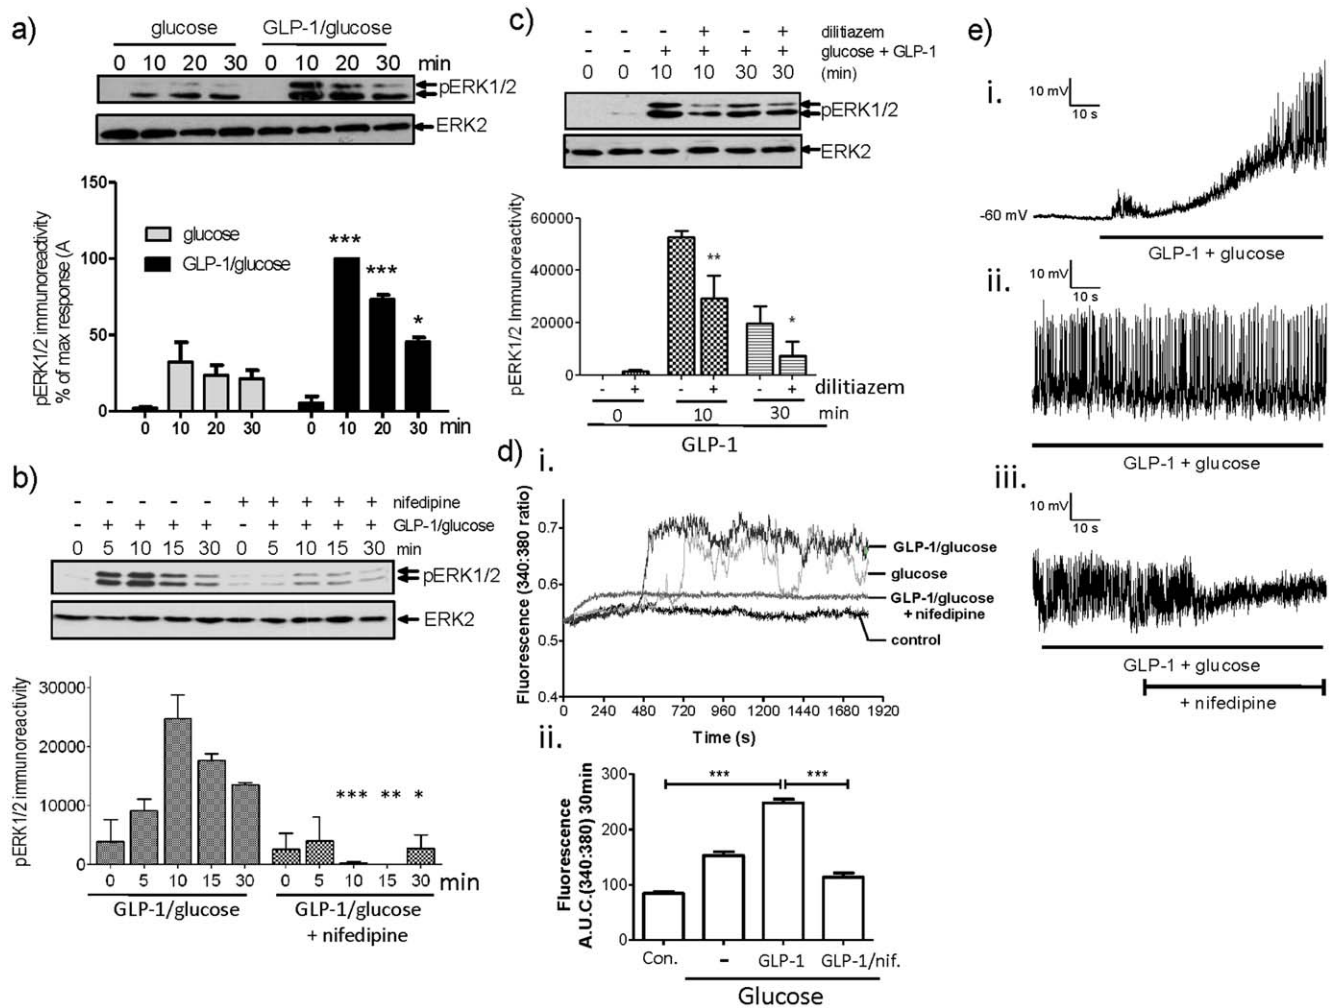 a)
glucose GLP-1/glucose
0 10 20 30 0 10 20 30 min
pERK1/2
ERK2
pERK1/2 immunoreactivity
% of max response (A
150
100
50
0
glucose
GLP-1/glucose
*** *** *
0 10 20 30 0 10 20 30 min
b)
- - - - - + + + + + nifedipine
- + + + + - + + + + GLP-1/glucose
0 5 10 15 30 0 5 10 15 30 min
pERK1/2
ERK2
pERK1/2 immunoreactivity
30000
20000
10000
0
*** ** *
0 5 10 15 30 0 5 10 15 30 min
GLP-1/glucose GLP-1/glucose
+ nifedipine
c)
- - - + - + dilitiazem
- - + + + + glucose + GLP-1
0 0 10 10 30 30 (min)
pERK1/2
ERK2
pERK1/2 Immunoreactivity
60000
40000
20000
0
** *
- + - + - + dilitiazem
0 10 30 min
GLP-1
d)
i.
Fluorescence (340:380 ratio)
0.7
0.6
0.5
0.4
GLP-1/glucose
glucose
GLP-1/glucose
+ nifedipine
control
0 240 480 720 960 1200 1440 1680 1920
Time (s)
ii.
Fluorescence
A.U.C.(340:380) 30min
300
200
100
0
*** ***
Con. - GLP-1 GLP-1/nif.
Glucose
e)
i.
10 mV
10 s
-60 mV
GLP-1 + glucose
ii.
10 mV
10 s
GLP-1 + glucose
iii.
10 mV
10 s
GLP-1 + glucose
+ nifedipine